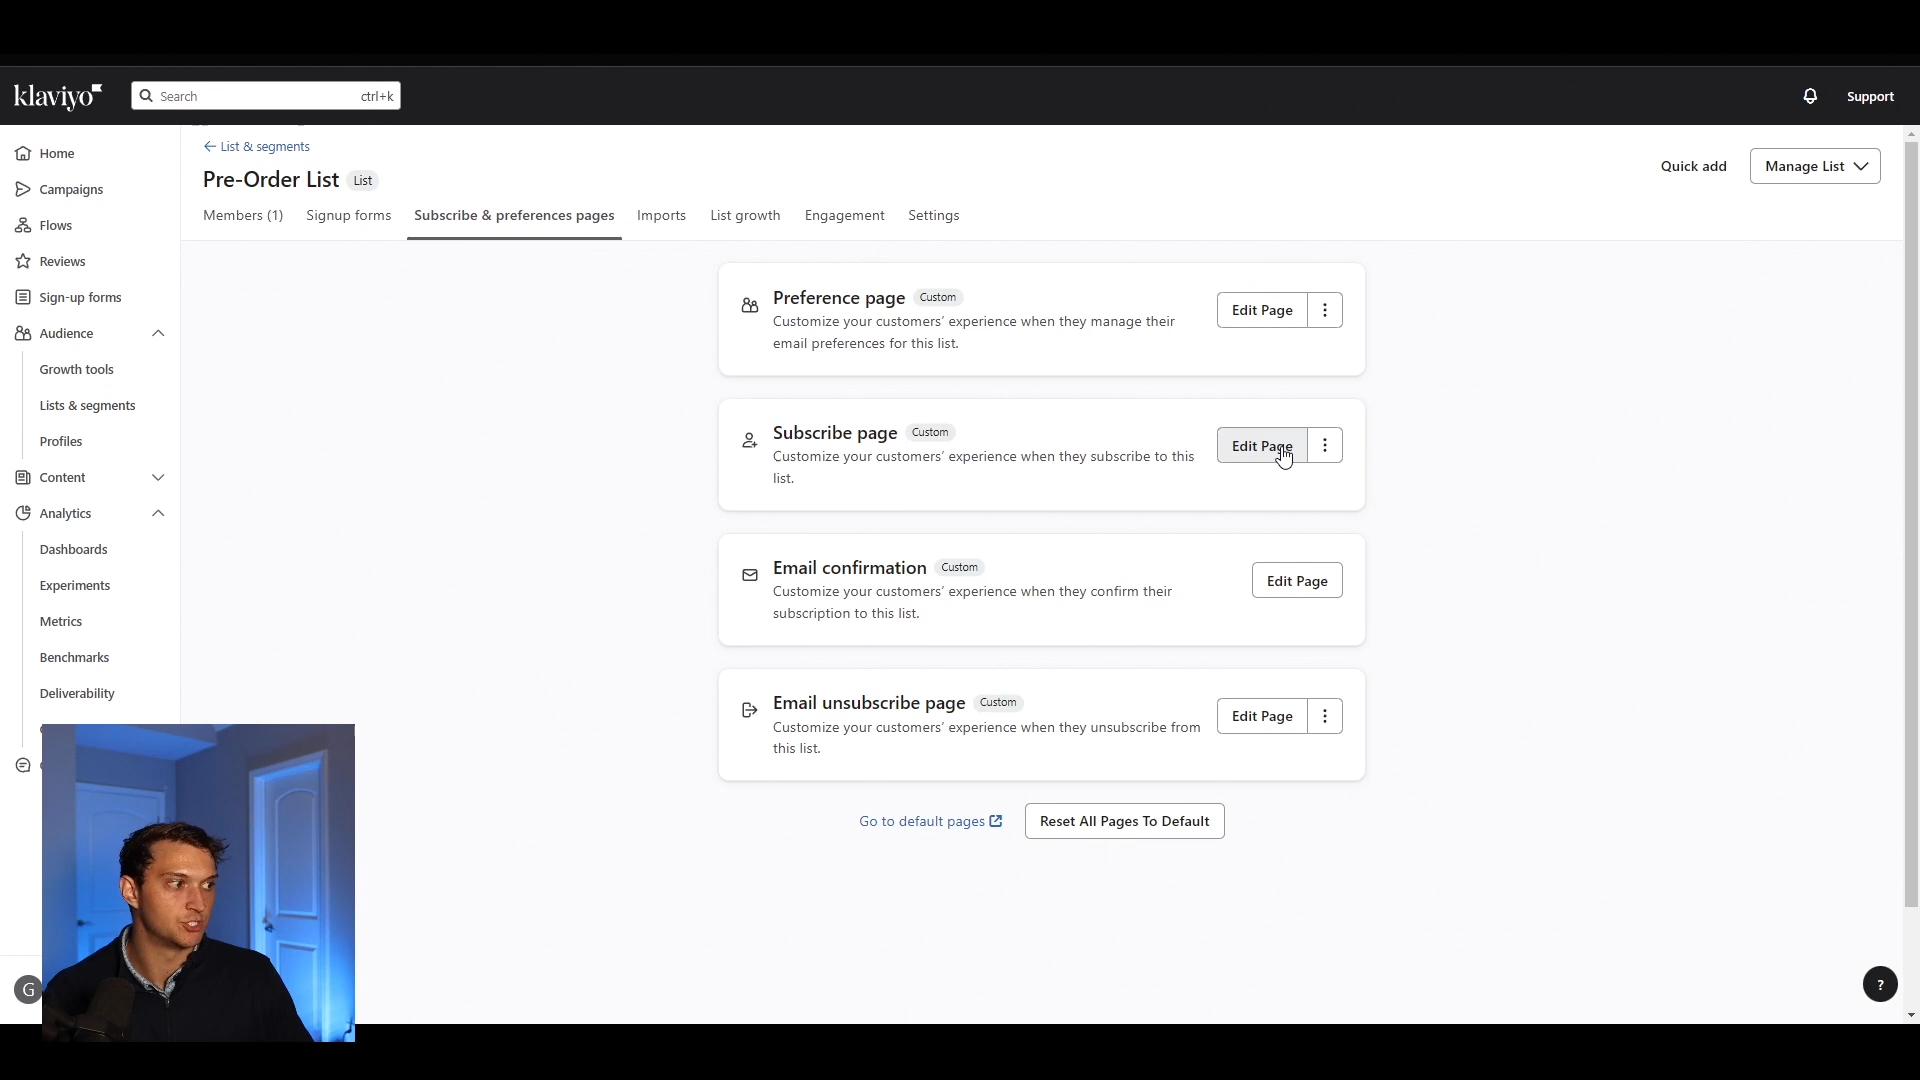 klaviyo
Search ctrl+k
Support
Home
Campaigns
Flows
Reviews
Sign-up forms
Audience
Growth tools
Lists & segments
Profiles
Content
Analytics
Dashboards
Experiments
Metrics
Benchmarks
Deliverability
G
← List & segments
Pre-Order List List
Quick add
Manage List
Members (1) Signup forms Subscribe & preferences pages Imports List growth Engagement Settings
Preference page Custom
Customize your customers' experience when they manage their
email preferences for this list.
Edit Page
Subscribe page Custom
Customize your customers' experience when they subscribe to this
list.
Edit Page
Email confirmation Custom
Customize your customers' experience when they confirm their
subscription to this list.
Edit Page
Email unsubscribe page Custom
Customize your customers' experience when they unsubscribe from
this list.
Edit Page
Go to default pages
Reset All Pages To Default
?